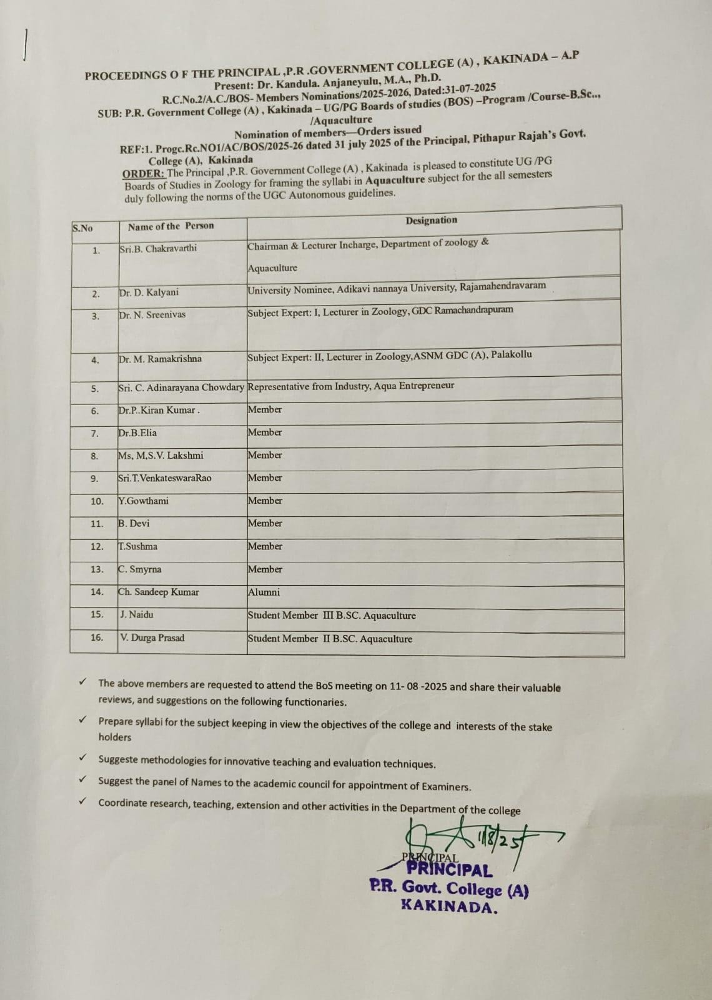 PROCEEDINGS O F THE PRINCIPAL ,P.R .GOVERNMENT COLLEGE (A) , KAKINADA – A.P
Present: Dr. Kandula. Anjaneyulu, M.A., Ph.D.
R.C.No.2/A.C./BOS- Members Nominations/2025-2026, Dated:31-07-2025
SUB: P.R. Government College (A) , Kakinada – UG/PG Boards of studies (BOS) –Program /Course-B.Sc..,
/Aquaculture
Nomination of members—Orders issued
REF:1. Progc.Rc.NO1/AC/BOS/2025-26 dated 31 july 2025 of the Principal, Pithapur Rajah's Govt.
College (A), Kakinada
ORDER: The Principal ,P.R. Government College (A) , Kakinada is pleased to constitute UG /PG
Boards of Studies in Zoology for framing the syllabi in Aquaculture subject for the all semesters
duly following the norms of the UGC Autonomous guidelines.
S.No Name of the Person Designation
1. Sri.B. Chakravarthi Chairman & Lecturer Incharge, Department of zoology &
Aquaculture
2. Dr. D. Kalyani University Nominee, Adikavi nannaya University, Rajamahendravaram
3. Dr. N. Sreenivas Subject Expert: I, Lecturer in Zoology, GDC Ramachandrapuram
4. Dr. M. Ramakrishna Subject Expert: II, Lecturer in Zoology,ASNM GDC (A), Palakollu
5. Sri. C. Adinarayana Chowdary Representative from Industry, Aqua Entrepreneur
6. Dr.P..Kiran Kumar . Member
7. Dr.B.Elia Member
8. Ms, M,S.V. Lakshmi Member
9. Sri.T.VenkateswaraRao Member
10. Y.Gowthami Member
11. B. Devi Member
12. T.Sushma Member
13. C. Smyrna Member
14. Ch. Sandeep Kumar Alumni
15. J. Naidu Student Member III B.SC. Aquaculture
16. V. Durga Prasad Student Member II B.SC. Aquaculture
✓ The above members are requested to attend the BoS meeting on 11- 08 -2025 and share their valuable
reviews, and suggestions on the following functionaries.
✓ Prepare syllabi for the subject keeping in view the objectives of the college and interests of the stake
holders
✓ Suggeste methodologies for innovative teaching and evaluation techniques.
✓ Suggest the panel of Names to the academic council for appointment of Examiners.
✓ Coordinate research, teaching, extension and other activities in the Department of the college
11/8/25
PRINCIPAL
PRINCIPAL
P.R. Govt. College (A)
KAKINADA.